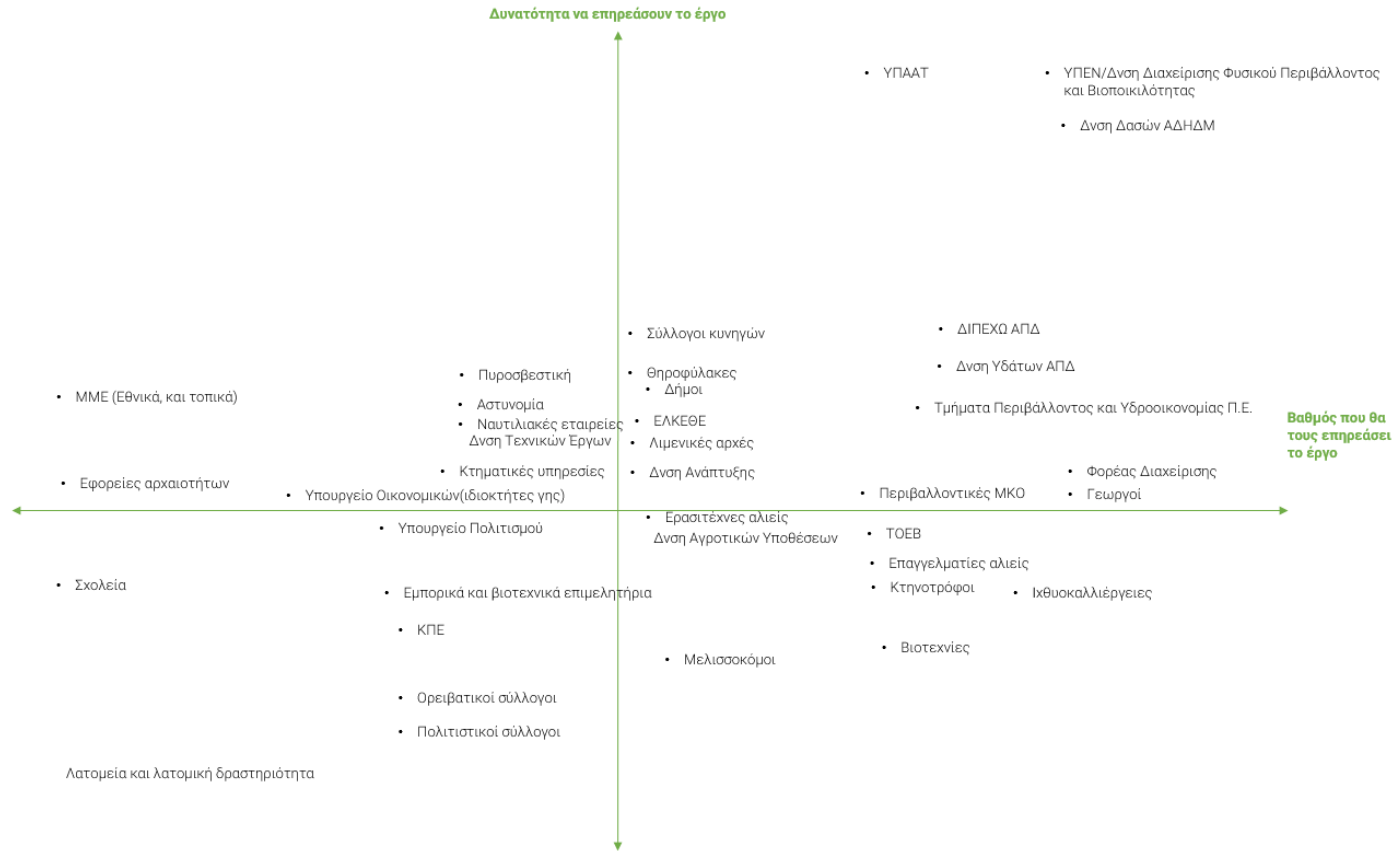 Δυνατότητα να επηρεάσουν το έργο
• ΥΠΑΑΤ
• ΥΠΕΝ/Δνση Διαχείρισης Φυσικού Περιβάλλοντος
και Βιοποικιλότητας
• Δνση Δασών ΑΔΗΔΜ
• Σύλλογοι κυνηγών
• ΔΙΠΕΧΩ ΑΠΔ
• Πυροσβεστική
• Θηροφύλακες
• Δνση Υδάτων ΑΠΔ
• ΜΜΕ (Εθνικά, και τοπικά)
• Δήμοι
• Αστυνομία
• Τμήματα Περιβάλλοντος και Υδροοικονομίας Π.Ε.
• Ναυτιλιακές εταιρείες
Δνση Τεχνικών Έργων
• ΕΛΚΕΘΕ
• Λιμενικές αρχές
Βαθμός που θα
τους επηρεάσει
το έργο
• Κτηματικές υπηρεσίες
• Δνση Ανάπτυξης
• Φορέας Διαχείρισης
• Εφορείες αρχαιοτήτων
• Υπουργείο Οικονομικών(ιδιοκτήτες γης)
• Περιβαλλοντικές ΜΚΟ
• Γεωργοί
• Υπουργείο Πολιτισμού
• Ερασιτέχνες αλιείς
Δνση Αγροτικών Υποθέσεων
• ΤΟΕΒ
• Επαγγελματίες αλιείς
• Σχολεία
• Εμπορικά και βιοτεχνικά επιμελητήρια
• Κτηνοτρόφοι
• Ιχθυοκαλλιέργειες
• ΚΠΕ
• Μελισσοκόμοι
• Βιοτεχνίες
• Ορειβατικοί σύλλογοι
• Πολιτιστικοί σύλλογοι
Λατομεία και λατομική δραστηριότητα